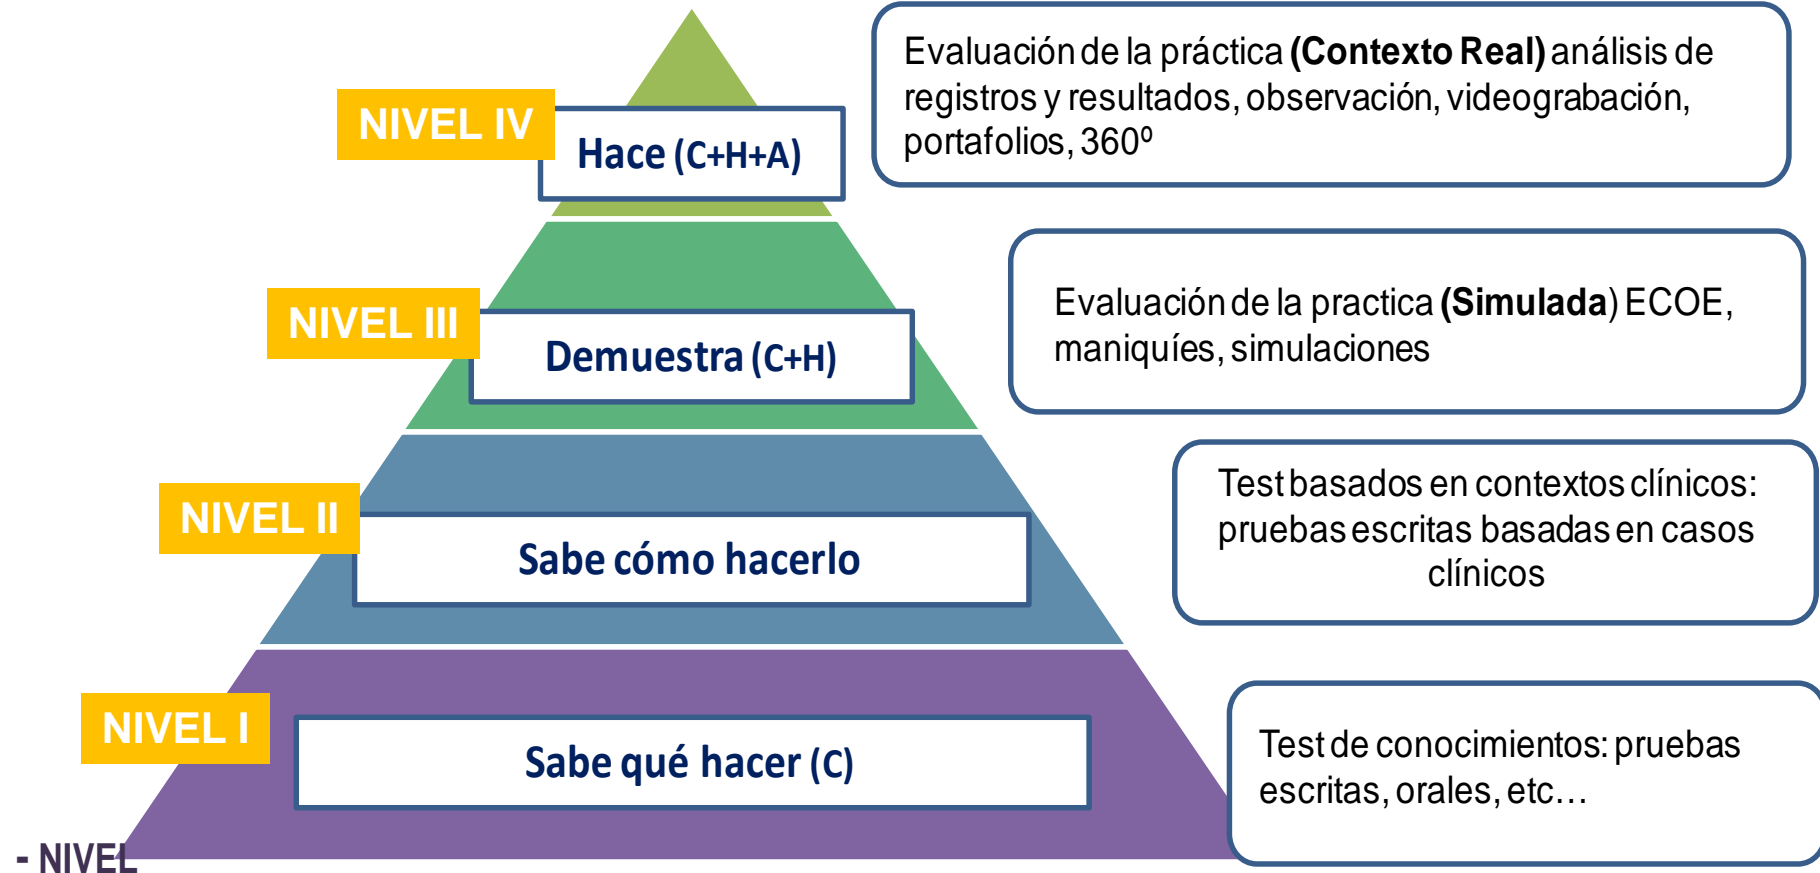 NIVEL IV
Hace (C+H+A)
Evaluación de la práctica (Contexto Real) análisis de
registros y resultados, observación, videograbación,
portafolios, 360º
NIVEL III
Demuestra (C+H)
Evaluación de la practica (Simulada) ECOE,
maniquíes, simulaciones
NIVEL II
Sabe cómo hacerlo
Test basados en contextos clínicos:
pruebas escritas basadas en casos
clínicos
NIVEL I
Sabe qué hacer (C)
Test de conocimientos: pruebas
escritas, orales, etc…
- NIVEL